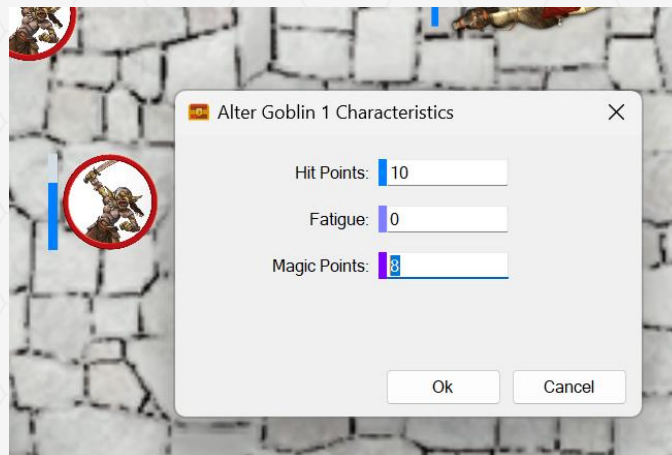 Alter Goblin 1 Characteristics
Hit Points: 10
Fatigue: 0
Magic Points: 8
Ok Cancel